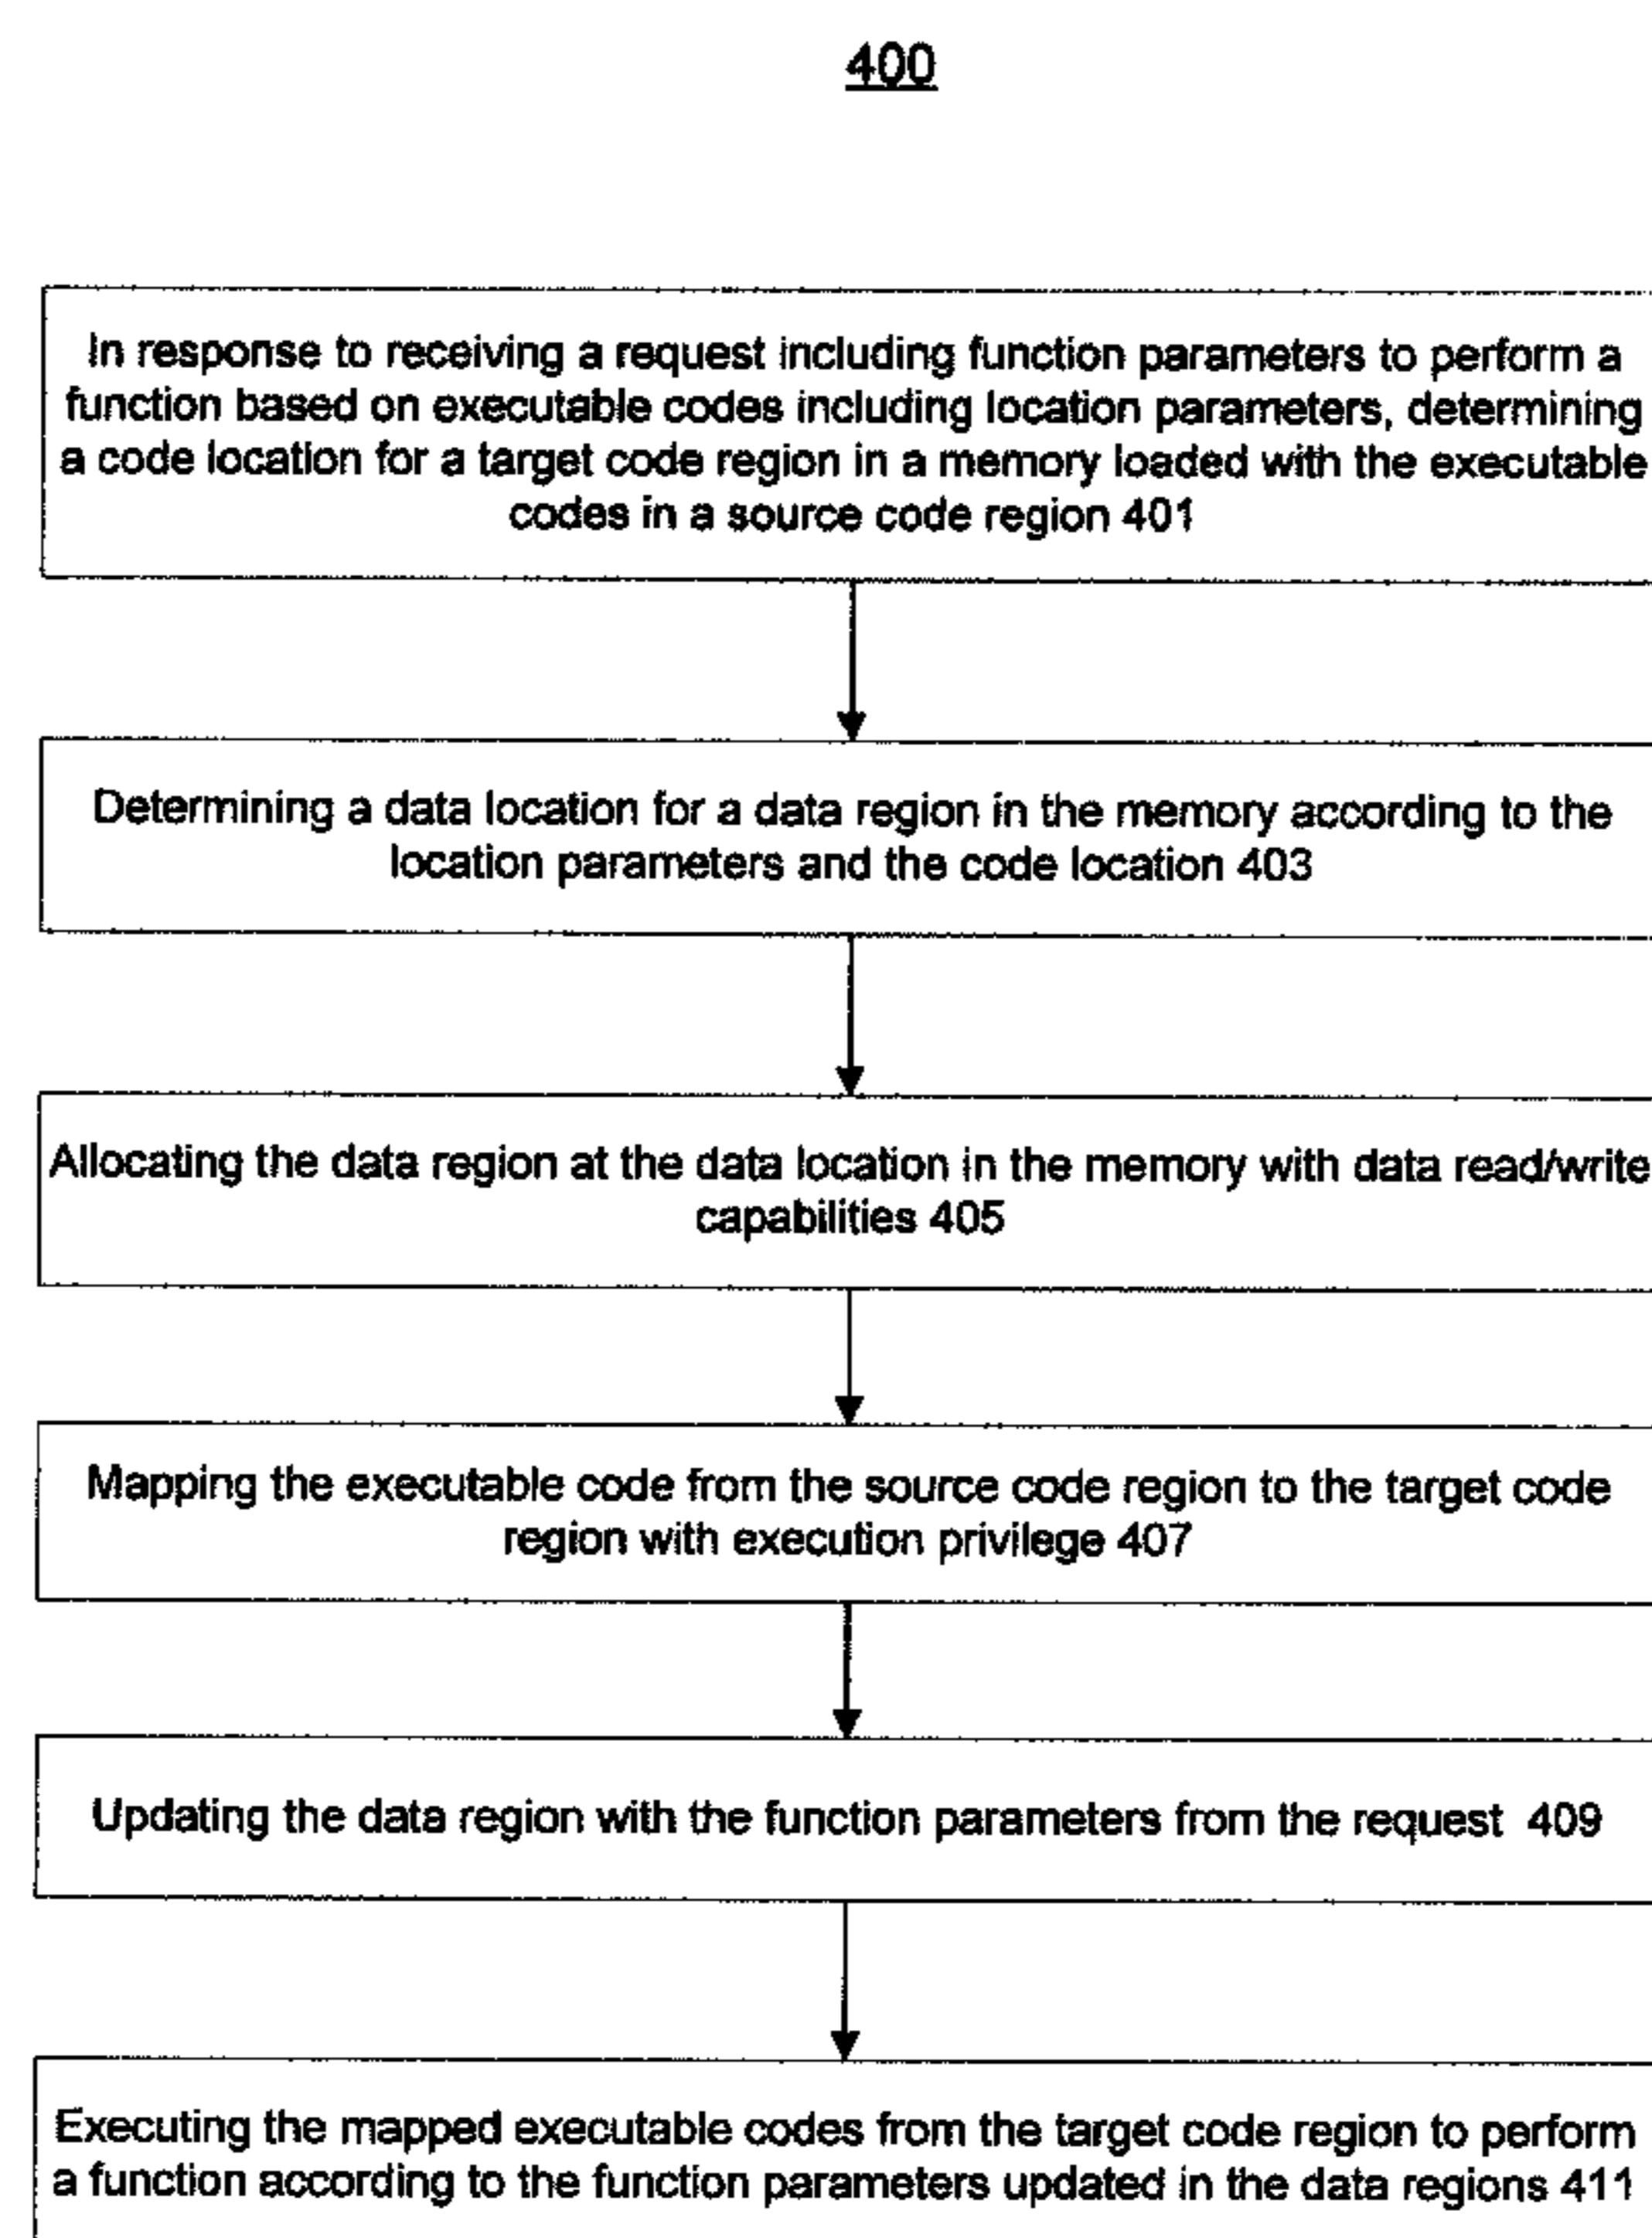 400
In response to receiving a request including function parameters to perform a
function based on executable codes including location parameters, determining
a code location for a target code region in a memory loaded with the executable
codes in a source code region 401
Determining a data location for a data region in the memory according to the
location parameters and the code location 403
Allocating the data region at the data location in the memory with data read/write
capabilities 405
Mapping the executable code from the source code region to the target code
region with execution privilege 407
Updating the data region with the function parameters from the request 409
Executing the mapped executable codes from the target code region to perform
a function according to the function parameters updated in the data regions 411